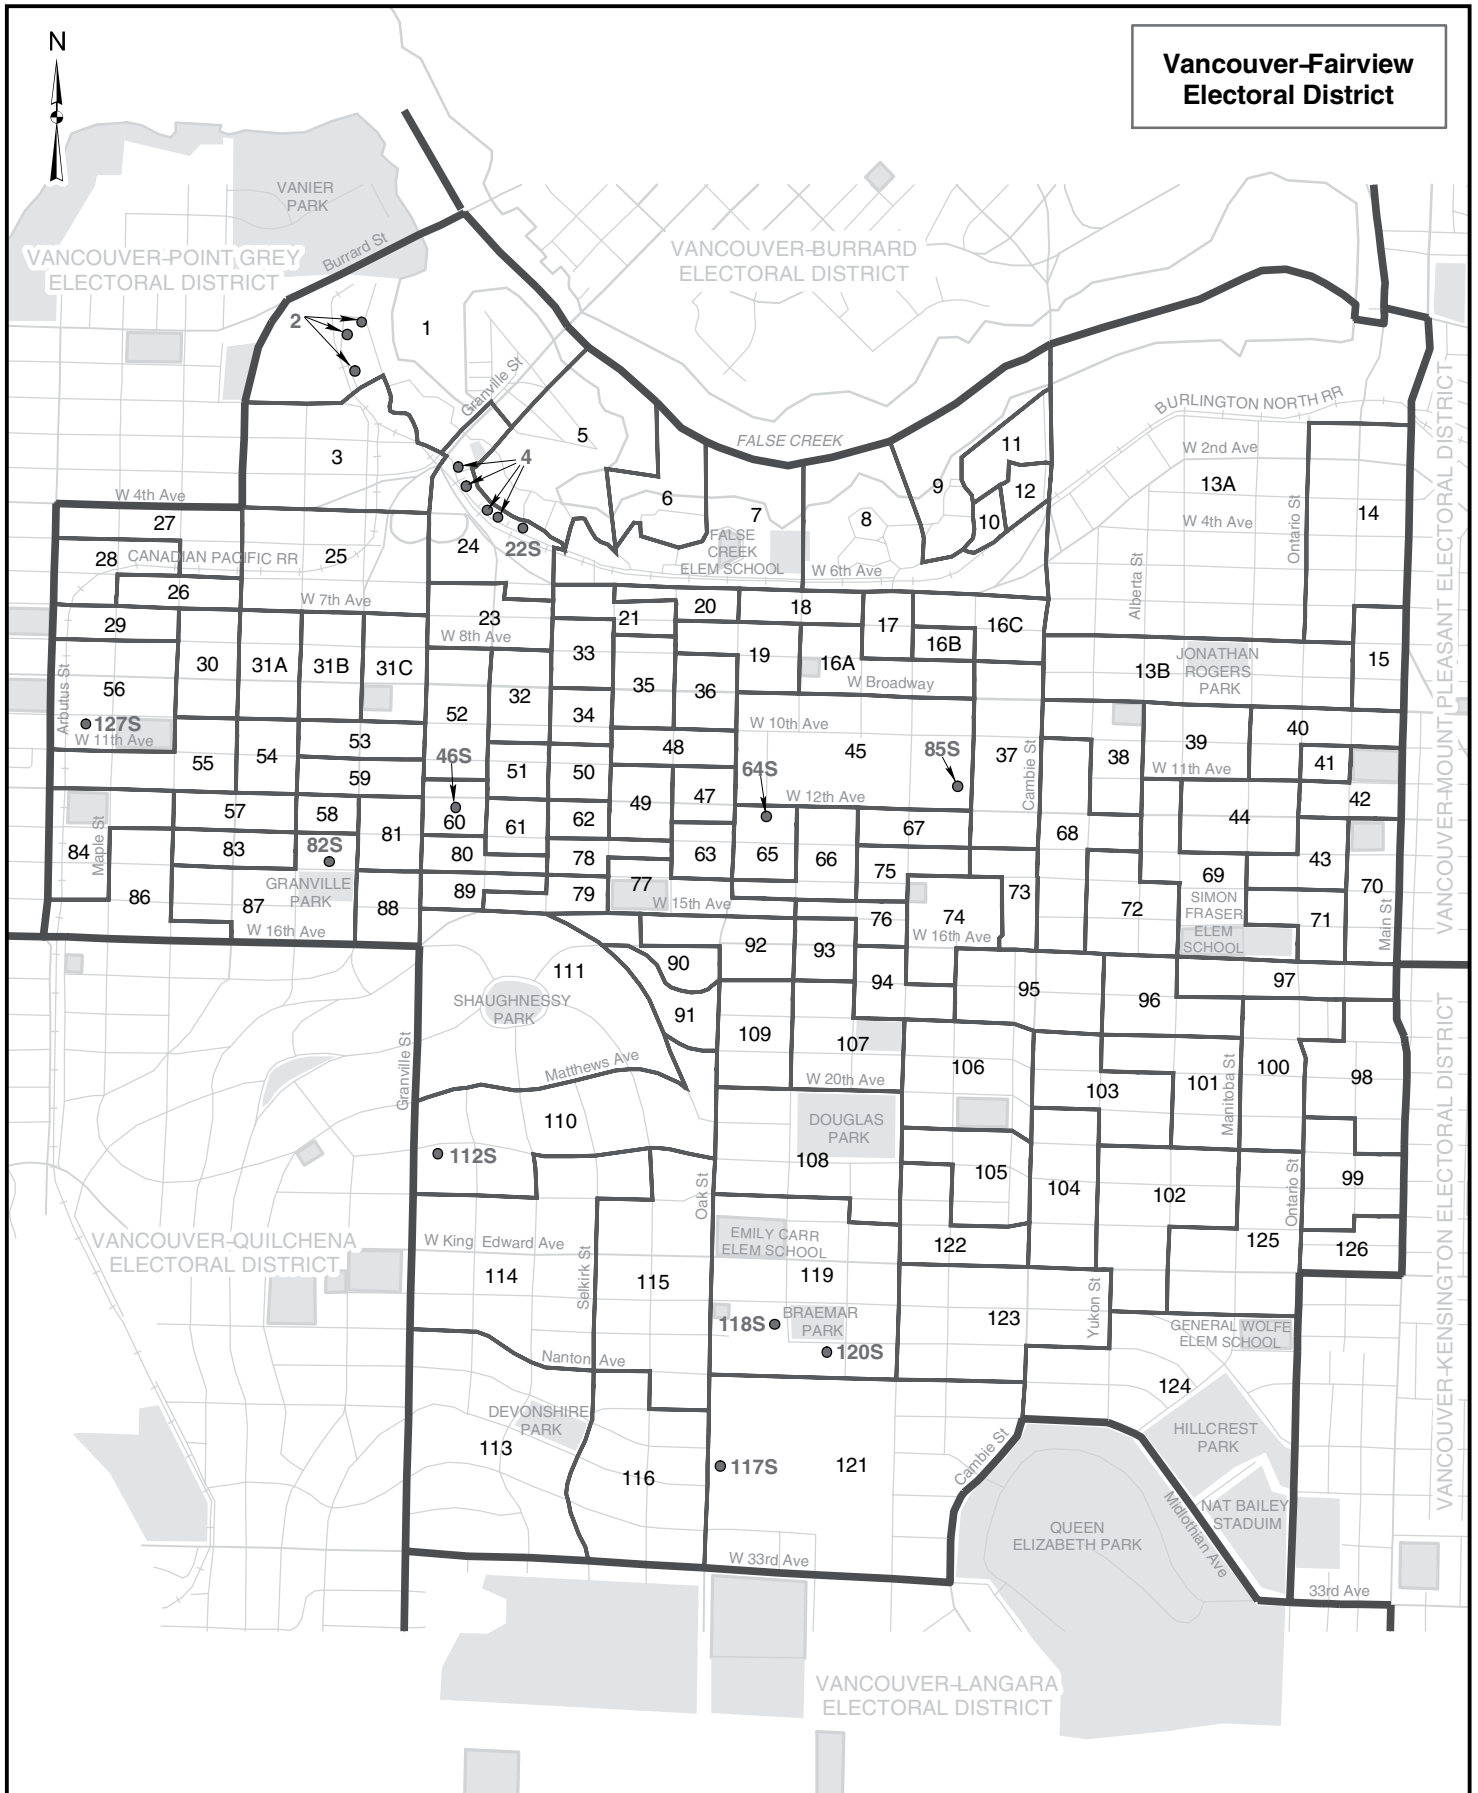 N
Vancouver–Fairview
Electoral District
VANIER
PARK
VANCOUVER–POINT GREY
ELECTORAL DISTRICT
Burrard St
VANCOUVER–BURRARD
ELECTORAL DISTRICT
2
1
Granville St
5
4
3
FALSE CREEK
BURLINGTON NORTH RR
W 2nd Ave
11
9
12
13A
10
W 4th Ave
14
Ontario St
W 4th Ave
27
28
CANADIAN PACIFIC RR
25
24
22S
6
7
8
FALSE
CREEK
ELEM SCHOOL
W 6th Ave
Alberta St
26
W 7th Ave
29
23
W 8th Ave
21
20
18
17
16C
16B
30
31A
31B
31C
33
19
16A
W Broadway
13B
JONATHAN
ROGERS
PARK
15
Arbutus St
56
127S
W 11th Ave
32
35
36
52
34
W 10th Ave
40
55
54
53
59
46S
51
50
48
64S
45
85S
37
Cambie St
38
39
W 11th Ave
41
57
58
81
60
61
62
49
47
W 12th Ave
67
68
44
42
Maple St
84
83
82S
80
78
63
65
66
75
69
43
86
87
GRANVILLE
PARK
W 16th Ave
88
89
79
77
W 15th Ave
76
74
W 16th Ave
73
72
SIMON
FRASER
ELEM
SCHOOL
71
70
Main St
111
90
92
93
94
95
96
97
SHAUGHNESSY
PARK
91
109
107
W 20th Ave
106
103
101
Manitoba St
100
98
Granville St
Matthews Ave
110
DOUGLAS
PARK
108
112S
105
104
102
99
Oak St
Ontario St
VANCOUVER–QUILCHENA
ELECTORAL DISTRICT
W King Edward Ave
114
Selkirk St
115
EMILY CARR
ELEM SCHOOL
119
122
125
126
118S
BRAEMAR
PARK
120S
123
Yukon St
GENERAL WOLFE
ELEM SCHOOL
Nanton Ave
124
DEVONSHIRE
PARK
113
116
117S
121
Cambie St
HILLCREST
PARK
NAT BAILEY
STADUIM
Midlothian Ave
QUEEN
ELIZABETH PARK
W 33rd Ave
33rd Ave
VANCOUVER–LANGARA
ELECTORAL DISTRICT
VANCOUVER–MOUNT PLEASANT ELECTORAL DISTRICT
VANCOUVER–KENSINGTON ELECTORAL DISTRICT